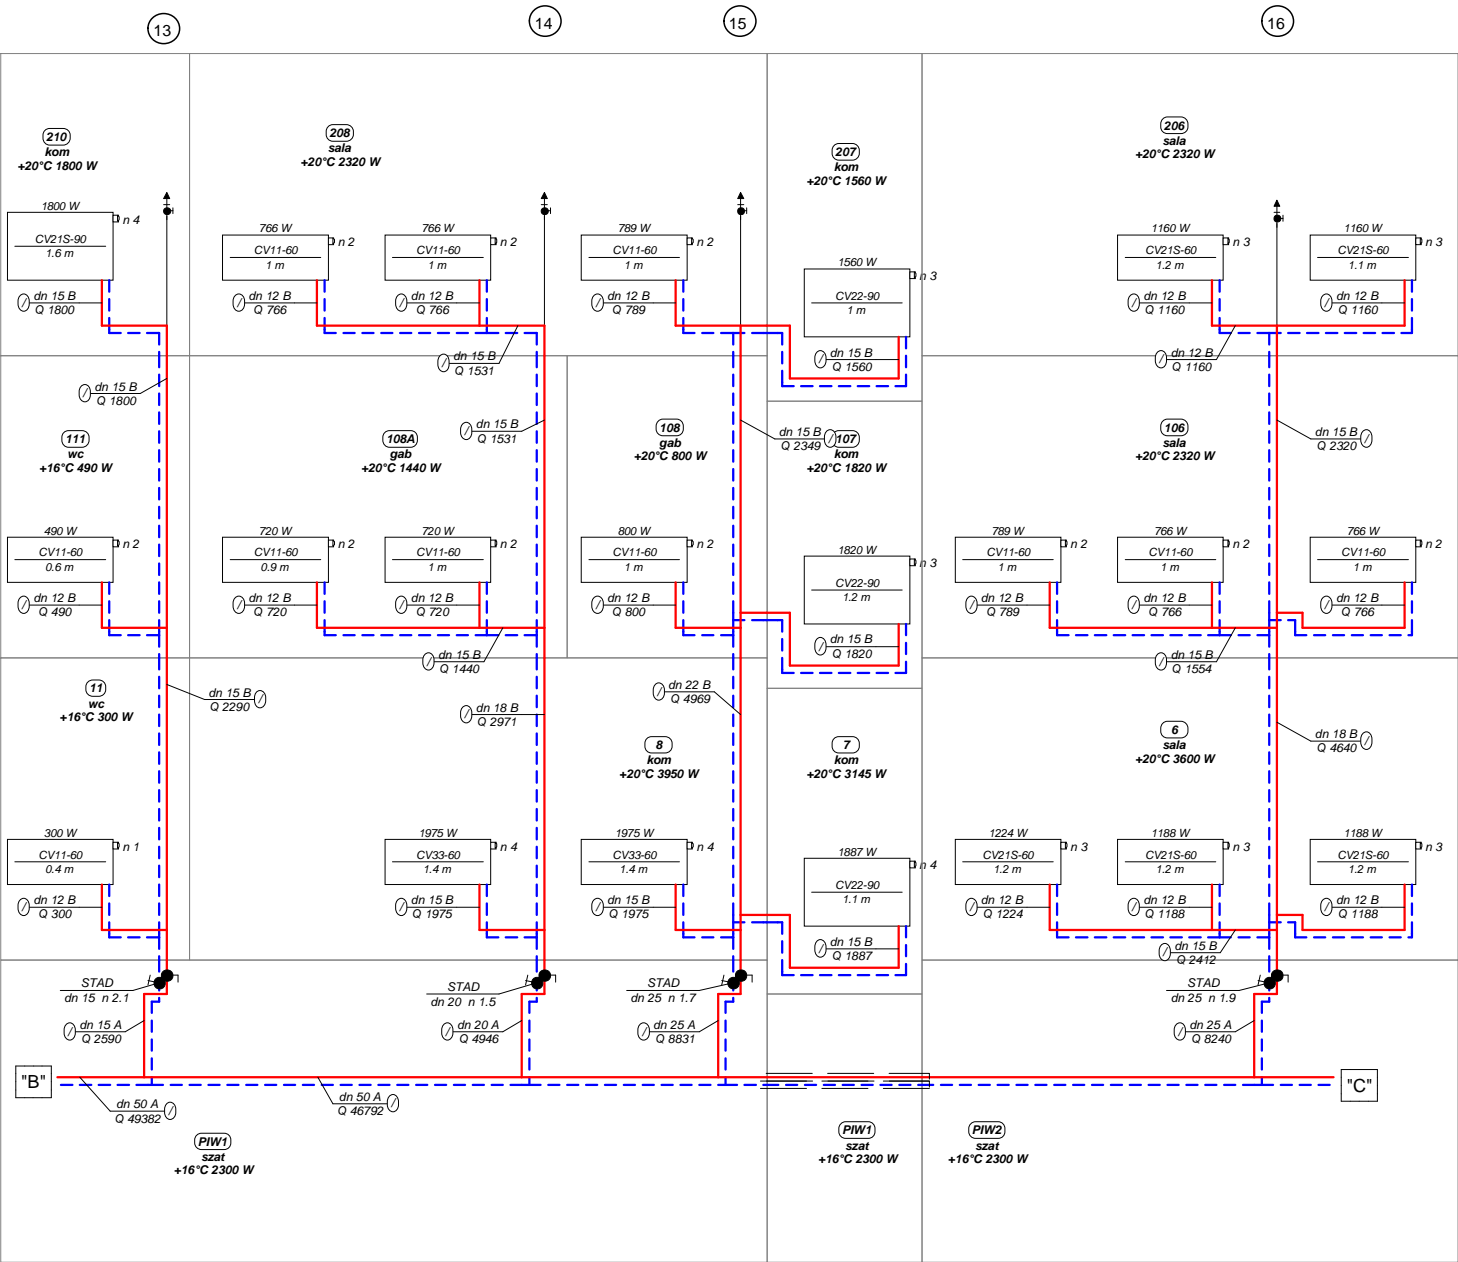 13
14
15
16
210
kom
+20°C 1800 W
208
sala
+20°C 2320 W
207
kom
+20°C 1560 W
206
sala
+20°C 2320 W
1800 W
n 4
CV21S-90
1.6 m
dn 15 B
Q 1800
766 W
n 2
CV11-60
1 m
dn 12 B
Q 766
766 W
n 2
CV11-60
1 m
dn 12 B
Q 766
789 W
n 2
CV11-60
1 m
dn 12 B
Q 789
1560 W
n 3
CV22-90
1 m
dn 15 B
Q 1560
1160 W
n 3
CV21S-60
1.2 m
dn 12 B
Q 1160
1160 W
n 3
CV21S-60
1.1 m
dn 12 B
Q 1160
dn 15 B
Q 1531
dn 12 B
Q 1160
dn 15 B
Q 1800
dn 15 B
Q 1531
dn 15 B
Q 2349
dn 15 B
Q 2320
111
wc
+16°C 490 W
108A
gab
+20°C 1440 W
108
gab
+20°C 800 W
107
kom
+20°C 1820 W
106
sala
+20°C 2320 W
490 W
n 2
CV11-60
0.6 m
dn 12 B
Q 490
720 W
n 2
CV11-60
0.9 m
dn 12 B
Q 720
720 W
n 2
CV11-60
1 m
dn 12 B
Q 720
800 W
n 2
CV11-60
1 m
dn 12 B
Q 800
1820 W
n 3
CV22-90
1.2 m
dn 15 B
Q 1820
789 W
n 2
CV11-60
1 m
dn 12 B
Q 789
766 W
n 2
CV11-60
1 m
dn 12 B
Q 766
766 W
n 2
CV11-60
1 m
dn 12 B
Q 766
dn 15 B
Q 1440
dn 15 B
Q 1554
11
wc
+16°C 300 W
dn 15 B
Q 2290
dn 18 B
Q 2971
dn 22 B
Q 4969
dn 18 B
Q 4640
8
kom
+20°C 3950 W
7
kom
+20°C 3145 W
6
sala
+20°C 3600 W
300 W
n 1
CV11-60
0.4 m
dn 12 B
Q 300
1975 W
n 4
CV33-60
1.4 m
dn 15 B
Q 1975
1975 W
n 4
CV33-60
1.4 m
dn 15 B
Q 1975
1887 W
n 4
CV22-90
1.1 m
dn 15 B
Q 1887
1224 W
n 3
CV21S-60
1.2 m
dn 12 B
Q 1224
1188 W
n 3
CV21S-60
1.2 m
dn 12 B
Q 1188
1188 W
n 3
CV21S-60
1.2 m
dn 12 B
Q 1188
dn 15 B
Q 2412
STAD
dn 15 n 2.1
STAD
dn 20 n 1.5
STAD
dn 25 n 1.7
STAD
dn 25 n 1.9
dn 15 A
Q 2590
dn 20 A
Q 4946
dn 25 A
Q 8831
dn 25 A
Q 8240
"B"
"C"
dn 50 A
Q 49382
dn 50 A
Q 46792
PIW1
szat
+16°C 2300 W
PIW1
szat
+16°C 2300 W
PIW2
szat
+16°C 2300 W